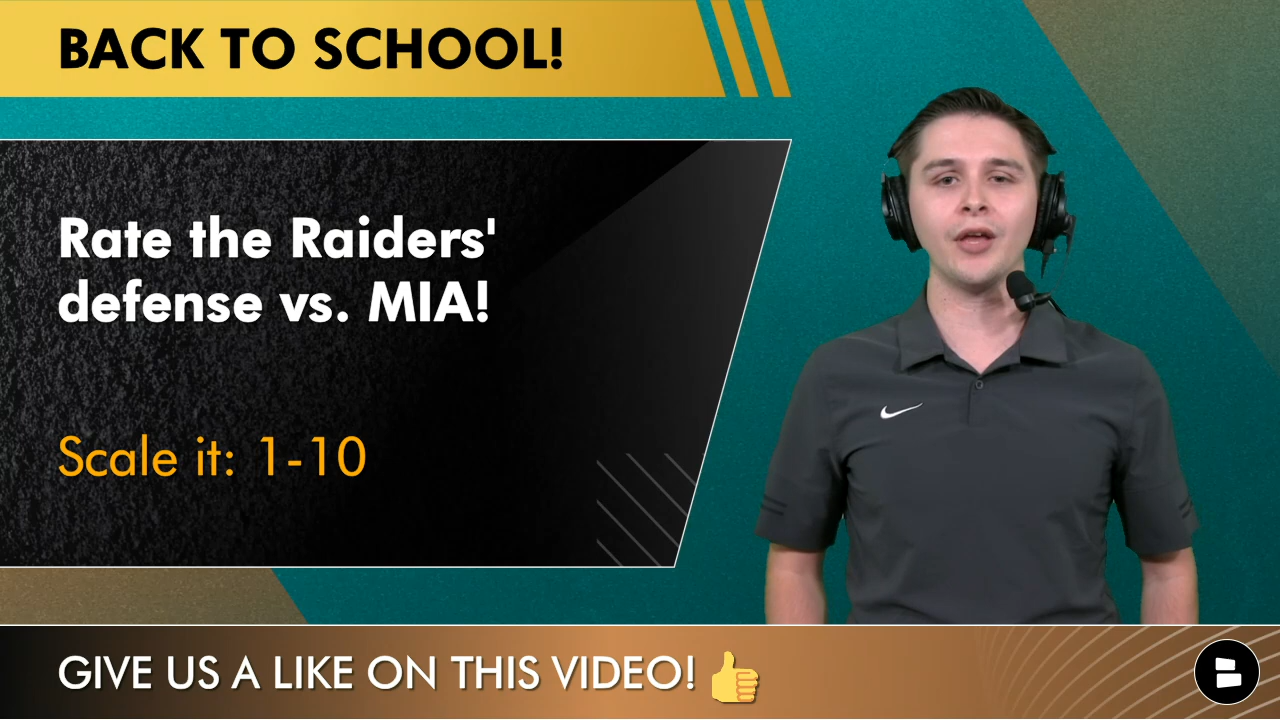 BACK TO SCHOOL!
Rate the Raiders'
defense vs. MIA!
Scale it: 1-10
GIVE US A LIKE ON THIS VIDEO!